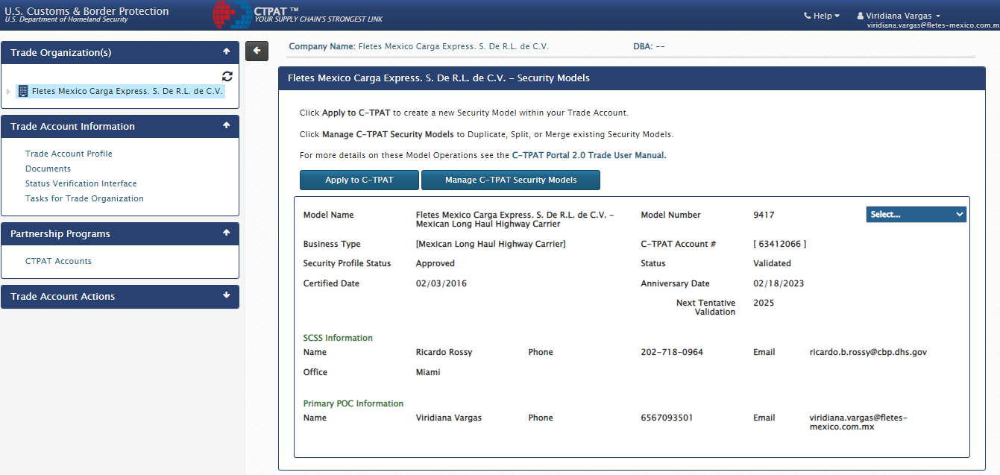 U.S. Customs & Border Protection
U.S. Department of Homeland Security
CTPAT ™
YOUR SUPPLY CHAIN'S STRONGEST LINK
Help
Viridiana Vargas
viridiana.vargas@fletes-mexico.com.m
Trade Organization(s)
Fletes Mexico Carga Express. S. De R.L. de C.V.
Trade Account Information
Trade Account Profile
Documents
Status Verification Interface
Tasks for Trade Organization
Partnership Programs
CTPAT Accounts
Trade Account Actions
Company Name: Fletes Mexico Carga Express. S. De R.L. de C.V. DBA: --
Fletes Mexico Carga Express. S. De R.L. de C.V. - Security Models
Click Apply to C-TPAT to create a new Security Model within your Trade Account.
Click Manage C-TPAT Security Models to Duplicate, Split, or Merge existing Security Models.
For more details on these Model Operations see the C-TPAT Portal 2.0 Trade User Manual.
Apply to C-TPAT Manage C-TPAT Security Models
Model Name Fletes Mexico Carga Express. S. De R.L. de C.V. - Model Number 9417 Select...
Mexican Long Haul Highway Carrier
Business Type [Mexican Long Haul Highway Carrier] C-TPAT Account # [ 63412066 ]
Security Profile Status Approved Status Validated
Certified Date 02/03/2016 Anniversary Date 02/18/2023
Next Tentative 2025
Validation
SCSS Information
Name Ricardo Rossy Phone 202-718-0964 Email ricardo.b.rossy@cbp.dhs.gov
Office Miami
Primary POC Information
Name Viridiana Vargas Phone 6567093501 Email viridiana.vargas@fletes-
mexico.com.mx